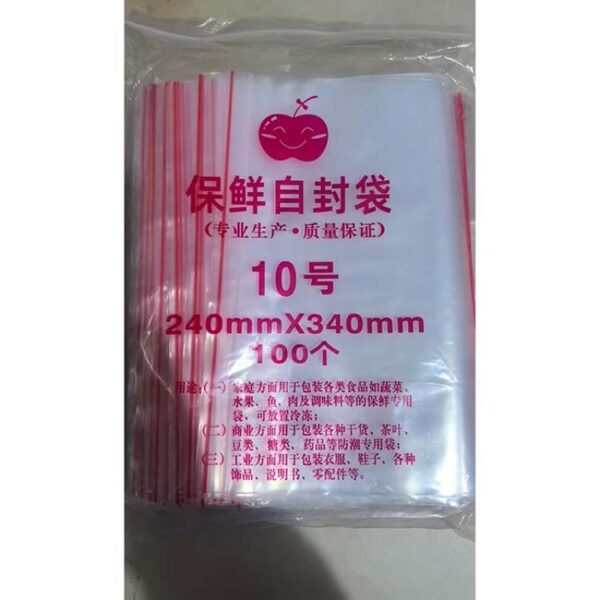 保鲜自封袋
(专业生产·质量保证)
10号
240mmX340mm
100个
用途:(一)家庭方面用于包装各类食品如蔬菜、
水果、鱼、肉及调味料等的保鲜专用
袋、可放置冷冻;
(二)商业方面用于包装各种干货、茶叶、
豆类、糖类、药品等防潮专用袋;
(三)工业方面用于包装衣服、鞋子、各种
饰品、说明书、零配件等。